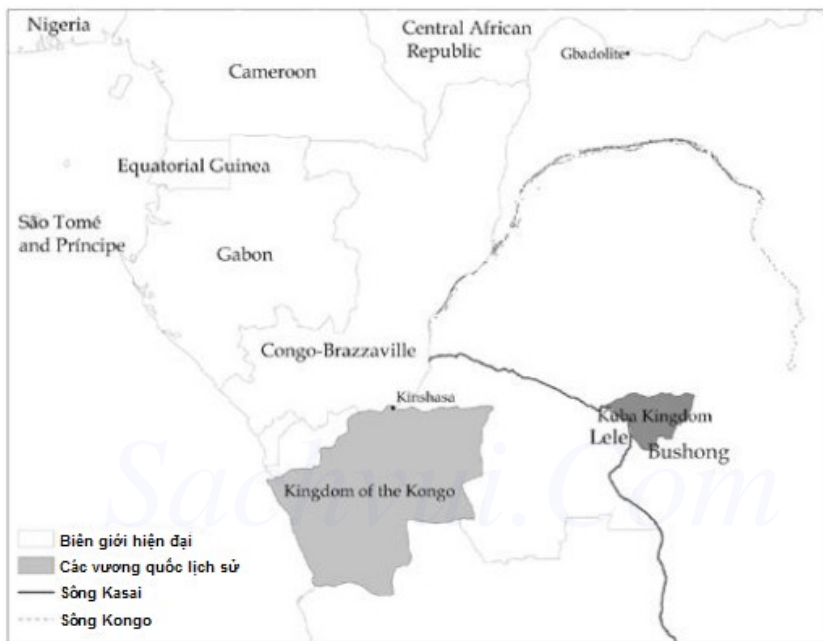 Nigeria
Central African
Republic
Gbadolite
Cameroon
Equatorial Guinea
São Tomé
and Príncipe
Gabon
Congo-Brazzaville
Kinshasa
Kuba Kingdom
Lele
Bushong
Kingdom of the Kongo
Sachvui.Com
Biên giới hiện đại
Các vương quốc lịch sử
Sông Kasai
Sông Kongo